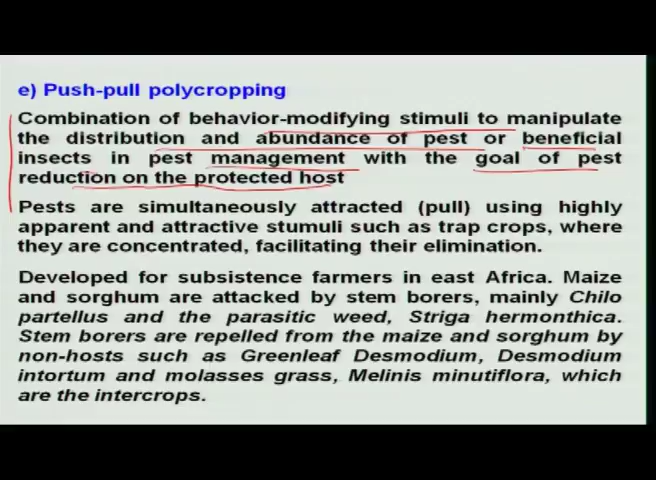 e) Push-pull polycropping
Combination of behavior-modifying stimuli to manipulate
the distribution and abundance of pest or beneficial
insects in pest management with the goal of pest
reduction on the protected host
Pests are simultaneously attracted (pull) using highly
apparent and attractive stumuli such as trap crops, where
they are concentrated, facilitating their elimination.
Developed for subsistence farmers in east Africa. Maize
and sorghum are attacked by stem borers, mainly Chilo
partellus and the parasitic weed, Striga hermonthica.
Stem borers are repelled from the maize and sorghum by
non-hosts such as Greenleaf Desmodium, Desmodium
intortum and molasses grass, Melinis minutiflora, which
are the intercrops.